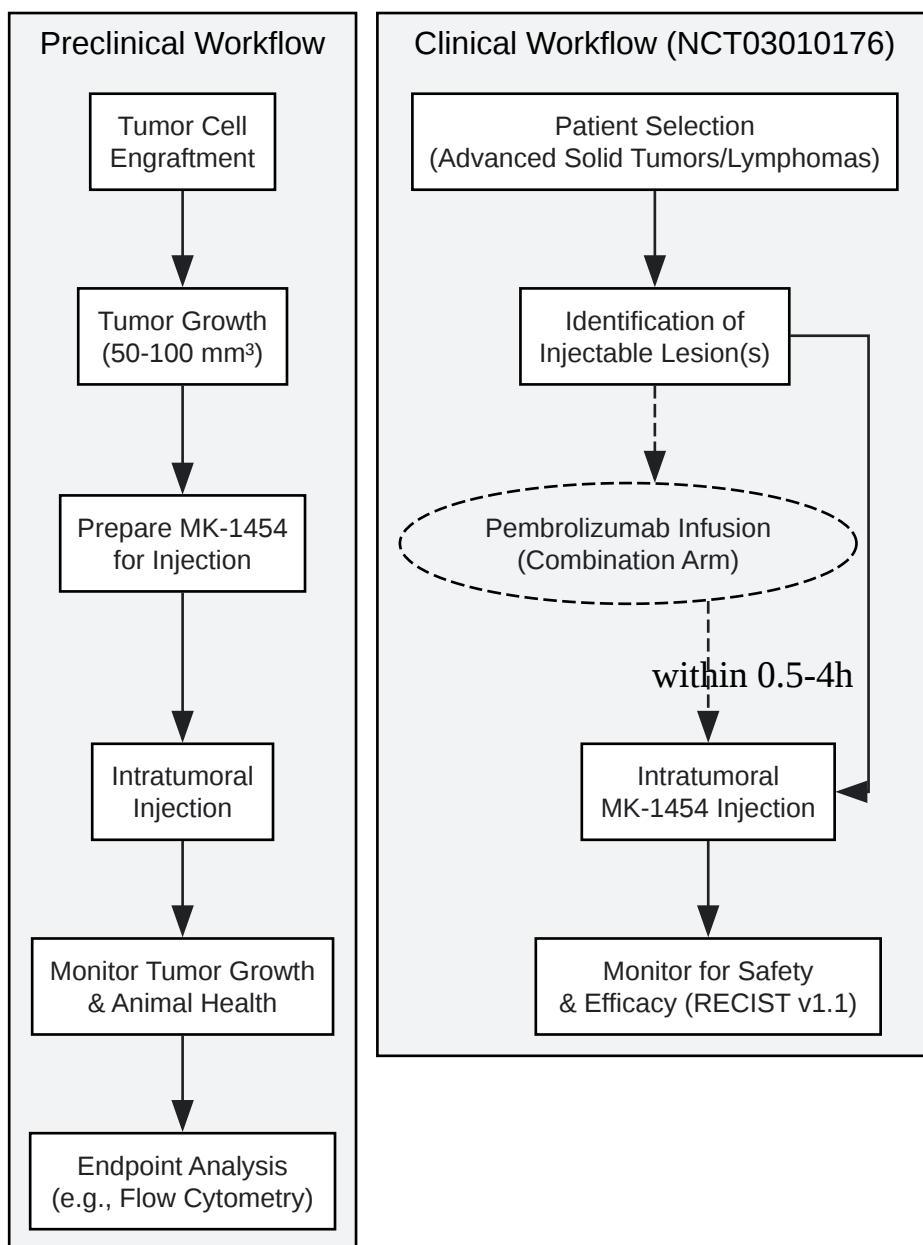 Preclinical Workflow
Tumor Cell
Engraftment
Tumor Growth
(50-100 mm³)
Prepare MK-1454
for Injection
Intratumoral
Injection
Monitor Tumor Growth
& Animal Health
Endpoint Analysis
(e.g., Flow Cytometry)
Clinical Workflow (NCT03010176)
Patient Selection
(Advanced Solid Tumors/Lymphomas)
Identification of
Injectable Lesion(s)
Pembrolizumab Infusion
(Combination Arm)
within 0.5-4h
Intratumoral
MK-1454 Injection
Monitor for Safety
& Efficacy (RECIST v1.1)